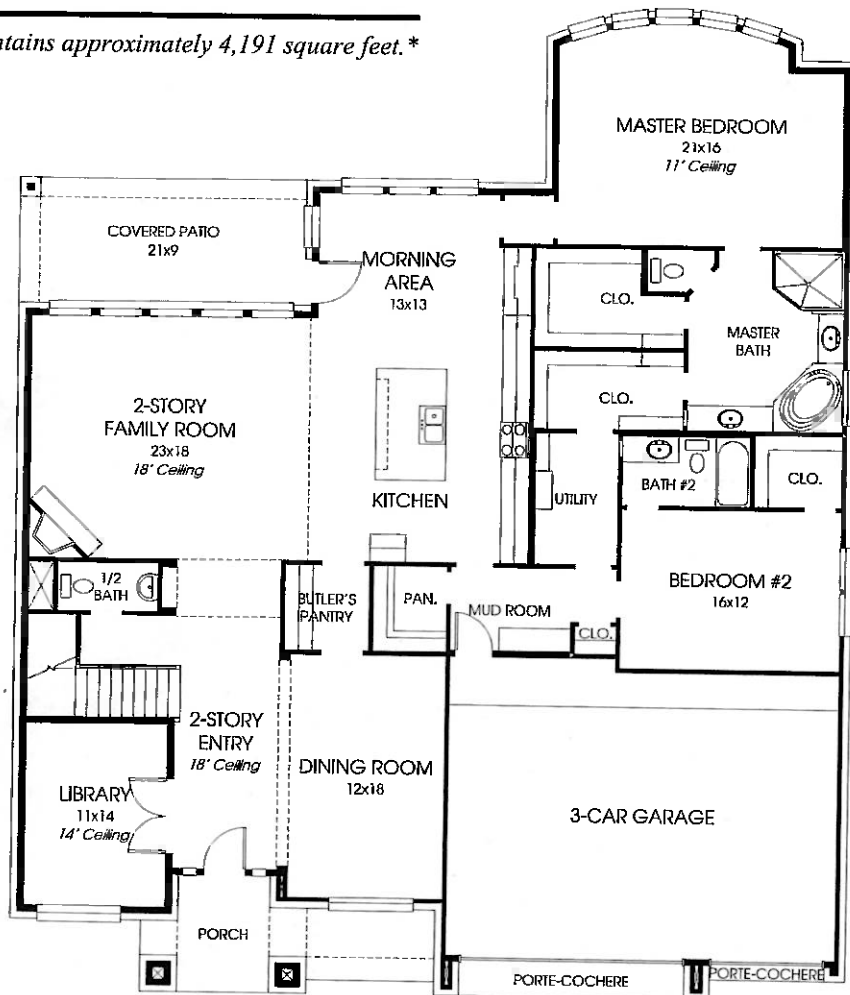 ntains approximately 4,191 square feet.*
MASTER BEDROOM
21x16
11' Ceiling
COVERED PATIO
21x9
MORNING
AREA
13x13
CLO.
MASTER
BATH
CLO.
2-STORY
FAMILY ROOM
23x18
18' Ceiling
KITCHEN
UTILITY
BATH #2
CLO.
1/2
BATH
BUTLER'S
PANTRY
PAN.
MUD ROOM
CLO.
BEDROOM #2
16x12
2-STORY
ENTRY
18' Ceiling
DINING ROOM
12x18
LIBRARY
11x14
14' Ceiling
3-CAR GARAGE
PORCH
PORTE-COCHERE
PORTE-COCHERE